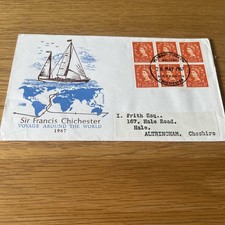 Sir Francis Chichester
VOYAGE AROUND THE WORLD
1967
I. Frith Esq.,
167, Hale Road,
Hale,
ALTRINCHAM, Cheshire